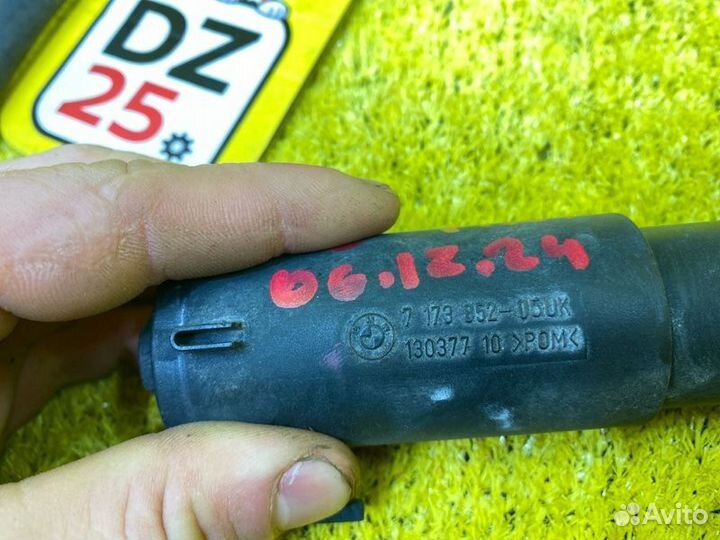 DZ
25
06.12.24
7 173 852-05UK
130377 10 >POM<
Avito